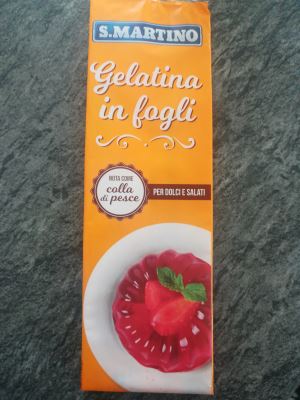 S.MARTINO
Gelatina
in fogli
NOTA COME
colla
di pesce
PER DOLCI E SALATI